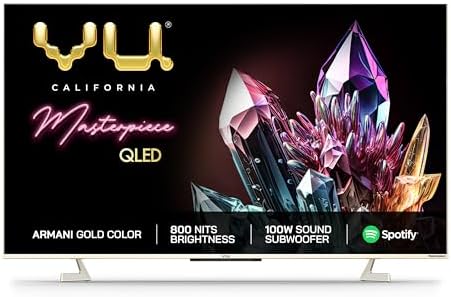 VU®
CALIFORNIA
Masterpiece
QLED
ARMANI GOLD COLOR
800 NITS
BRIGHTNESS
100W SOUND
SUBWOOFER
Spotify®